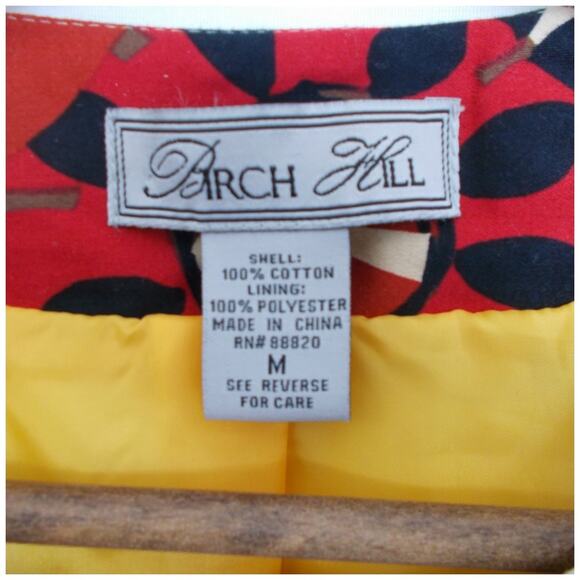 BIRCH HILL
SHELL:
100% COTTON
LINING:
100% POLYESTER
MADE IN CHINA
RN# 88820
M
SEE REVERSE
FOR CARE